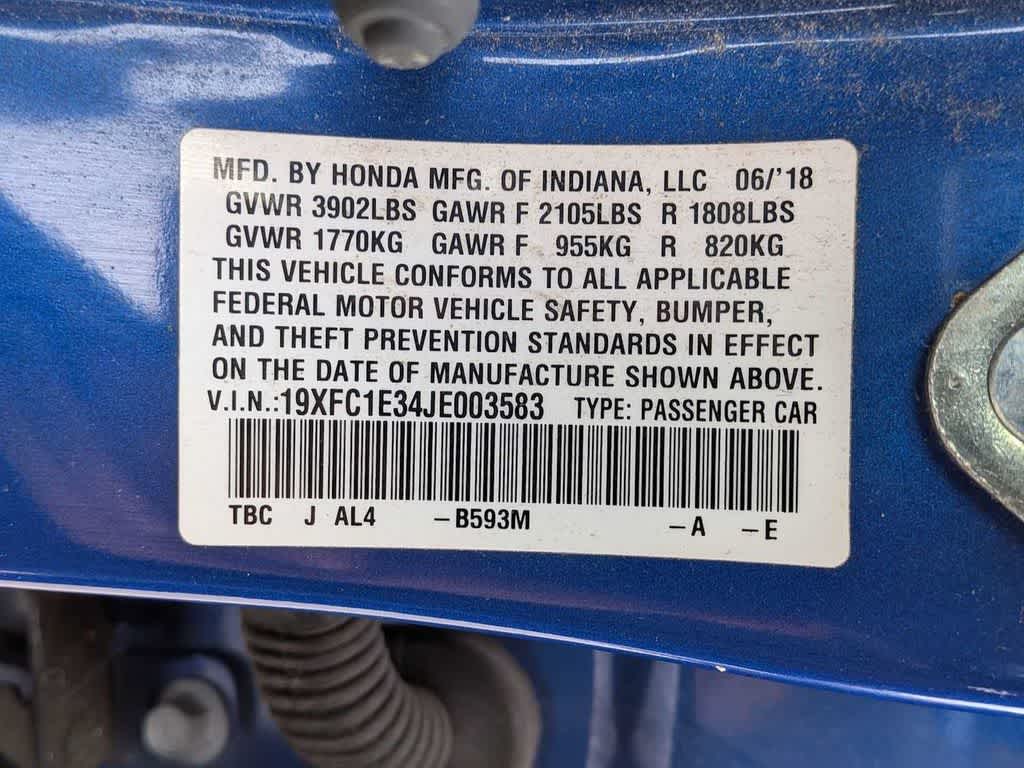 MFD. BY HONDA MFG. OF INDIANA, LLC 06/'18
GVWR 3902LBS GAWR F 2105LBS R 1808LBS
GVWR 1770KG GAWR F 955KG R 820KG
THIS VEHICLE CONFORMS TO ALL APPLICABLE
FEDERAL MOTOR VEHICLE SAFETY, BUMPER,
AND THEFT PREVENTION STANDARDS IN EFFECT
ON THE DATE OF MANUFACTURE SHOWN ABOVE.
V.I.N.:19XFC1E34JE003583 TYPE: PASSENGER CAR
TBC J AL4 -B593M -A -E